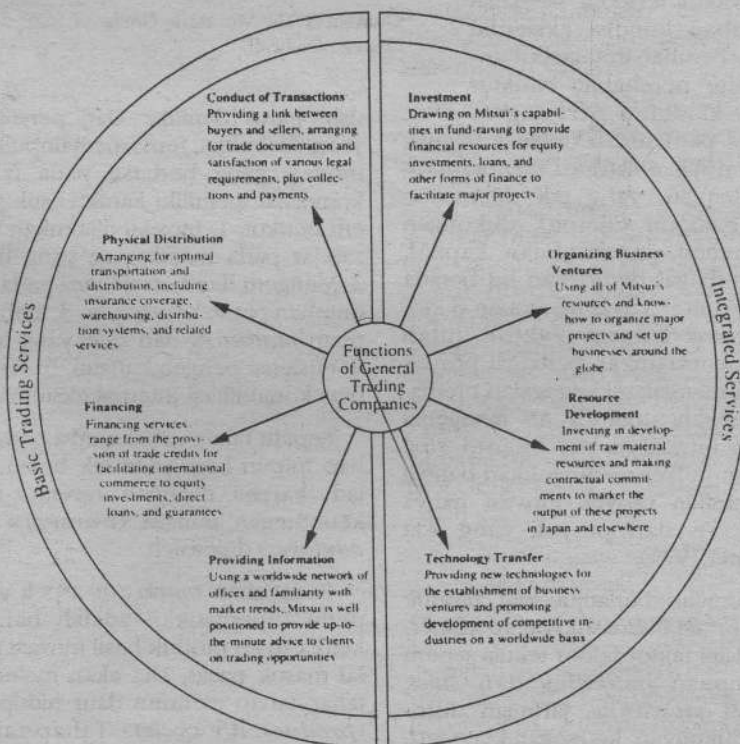 Basic Trading Services
Conduct of Transactions
Providing a link between
buyers and sellers, arranging
for trade documentation and
satisfaction of various legal
requirements, plus collec-
tions and payments
Physical Distribution
Arranging for optimal
transportation and
distribution, including
insurance coverage,
warehousing, distribu-
tion systems, and related
services
Financing
Financing services
range from the provi-
sion of trade credits for
facilitating international
commerce to equity
investments, direct
loans, and guarantees
Providing Information
Using a worldwide network of
offices and familiarity with
market trends, Mitsui is well
positioned to provide up-to-
the-minute advice to clients
on trading opportunities
Functions
of General
Trading
Companies
Integrated Services
Investment
Drawing on Mitsui's capabil-
ities in fund-raising to provide
financial resources for equity
investments, loans, and
other forms of finance to
facilitate major projects
Organizing Business
Ventures
Using all of Mitsui's
resources and know-
how to organize major
projects and set up
businesses around the
globe
Resource
Development
Investing in develop-
ment of raw material
resources and making
contractual commit-
ments to market the
output of these projects
in Japan and elsewhere
Technology Transfer
Providing new technologies for
the establishment of business
ventures and promoting
development of competitive in-
dustries on a worldwide basis